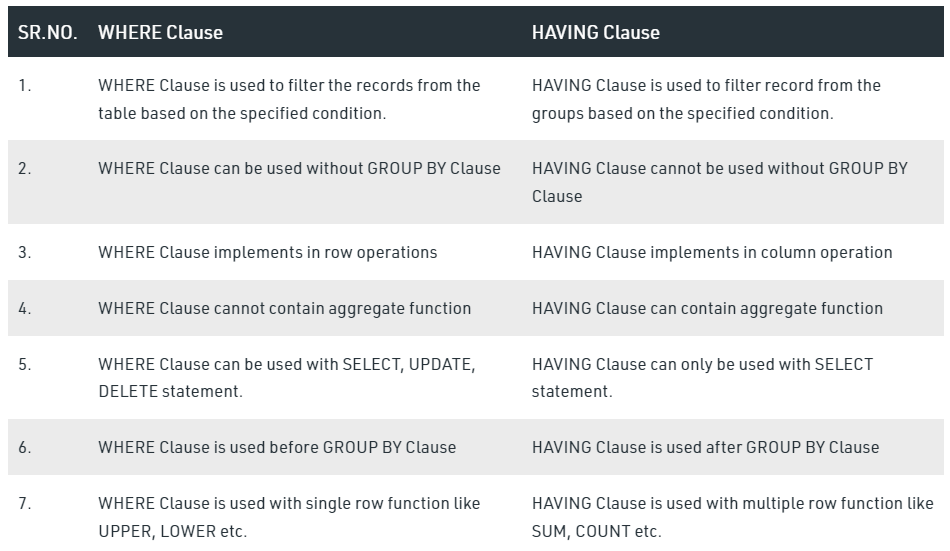 SR.NO. WHERE Clause HAVING Clause
1. WHERE Clause is used to filter the records from the HAVING Clause is used to filter record from the
table based on the specified condition. groups based on the specified condition.
2. WHERE Clause can be used without GROUP BY Clause HAVING Clause cannot be used without GROUP BY
Clause
3. WHERE Clause implements in row operations HAVING Clause implements in column operation
4. WHERE Clause cannot contain aggregate function HAVING Clause can contain aggregate function
5. WHERE Clause can be used with SELECT, UPDATE, HAVING Clause can only be used with SELECT
DELETE statement. statement.
6. WHERE Clause is used before GROUP BY Clause HAVING Clause is used after GROUP BY Clause
7. WHERE Clause is used with single row function like HAVING Clause is used with multiple row function like
UPPER, LOWER etc. SUM, COUNT etc.